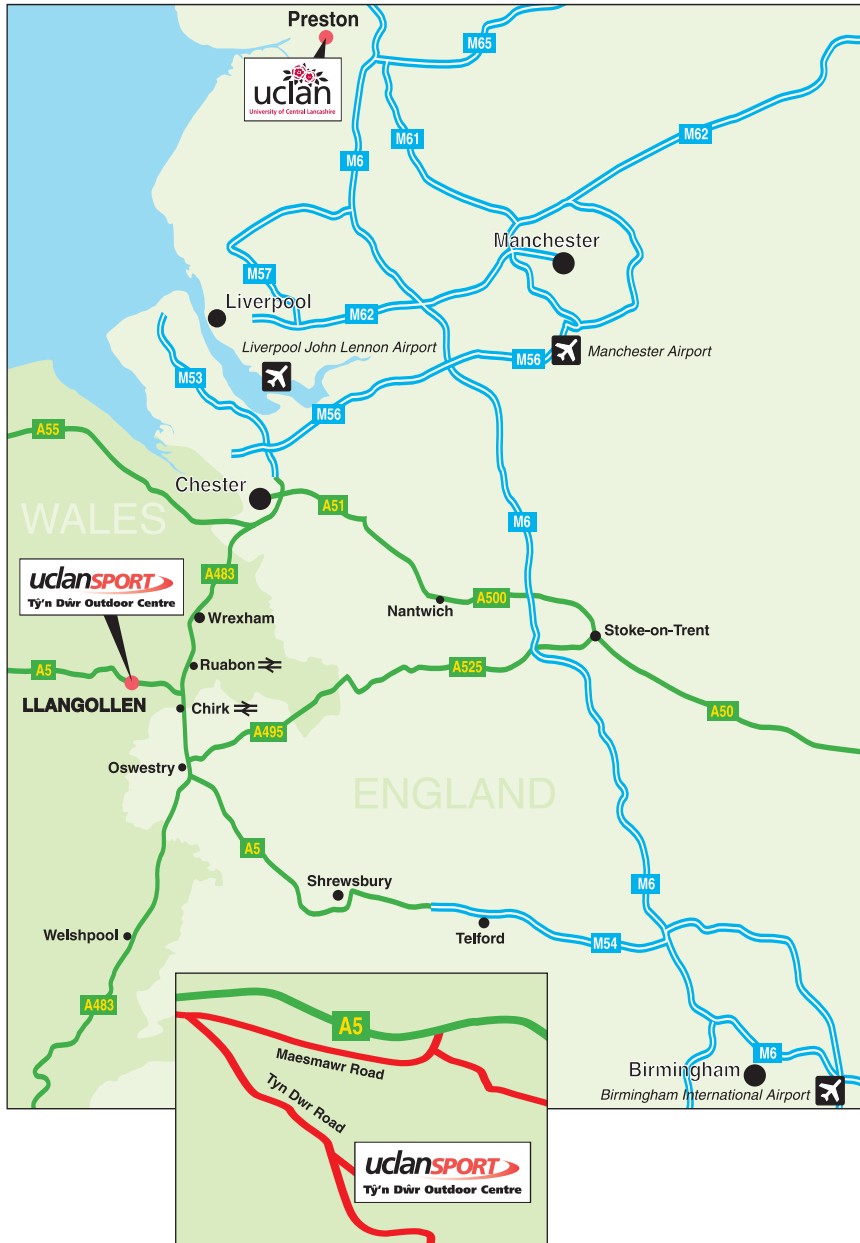 Preston
M65
uclan
University of Central Lancashire
M61
M62
M6
Manchester
M57
Liverpool
M62
Liverpool John Lennon Airport
Manchester Airport
M56
M53
M56
A55
Chester
A51
WALES
M6
uclanSPORT
Tŷ'n Dŵr Outdoor Centre
A483
Nantwich
A500
Wrexham
Stoke-on-Trent
Ruabon
A525
A5
LLANGOLLEN
Chirk
A50
A495
Oswestry
ENGLAND
A5
Shrewsbury
M6
Telford
M54
Welshpool
A483
A5
M6
Maesmawr Road
Birmingham
Birmingham International Airport
Tyn Dwr Road
uclanSPORT
Tŷ'n Dŵr Outdoor Centre